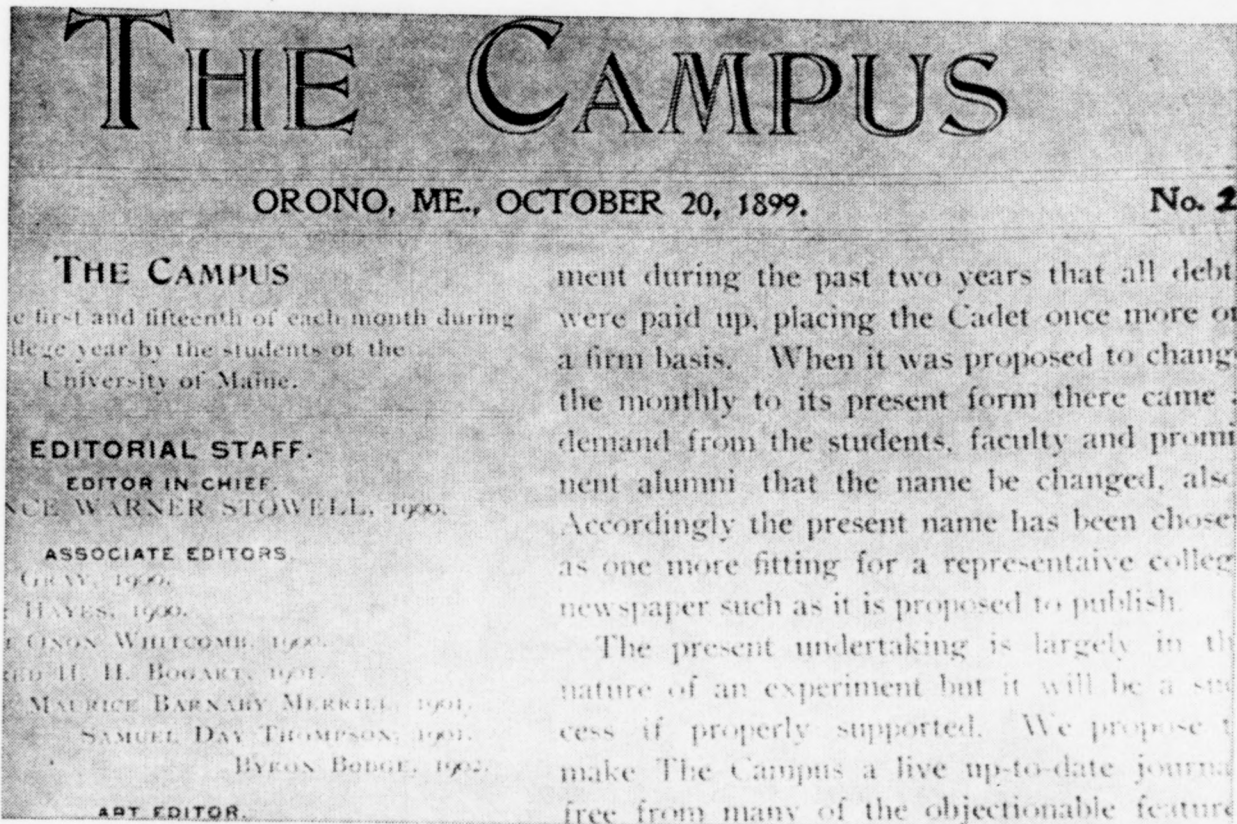 THE CAMPUS
ORONO, ME., OCTOBER 20, 1899.
No. 2
THE CAMPUS
e first and fifteenth of each month during
llege year by the students of the
University of Maine.
EDITORIAL STAFF.
EDITOR IN CHIEF.
NCE WARNER STOWELL, 1900.
ASSOCIATE EDITORS.
GRAY, 1900.
HAYES, 1900.
OXON WHITCOMB, 1900.
H. H. BOGART, 1901.
MAURICE BARNABY MERRILL, 1901.
SAMUEL DAY THOMPSON, 1901.
BYRON BODGE, 1902.
ART EDITOR.
ment during the past two years that all debt
were paid up, placing the Cadet once more o
a firm basis. When it was proposed to chang
the monthly to its present form there came a
demand from the students, faculty and promi
nent alumni that the name be changed, also
Accordingly the present name has been chose
as one more fitting for a representaive colleg
newspaper such as it is proposed to publish.
The present undertaking is largely in th
nature of an experiment but it will be a suc
cess if properly supported. We propose t
make The Campus a live up-to-date journa
free from many of the objectionable feature